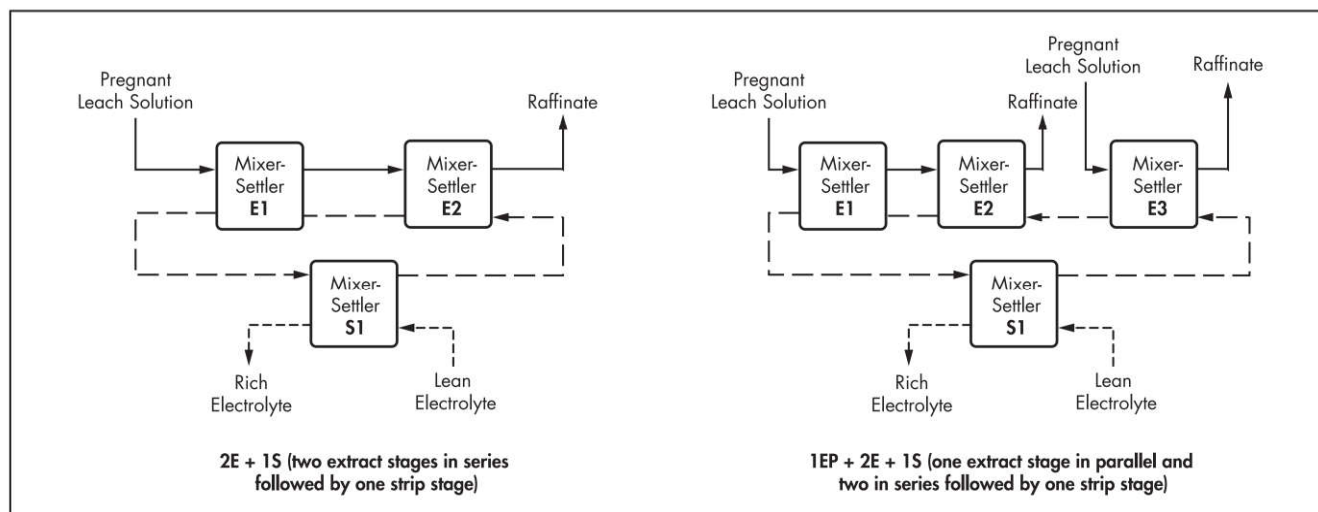 Pregnant
Leach Solution
Raffinate
Mixer-
Settler
E1
Mixer-
Settler
E2
Mixer-
Settler
S1
Rich
Electrolyte
Lean
Electrolyte
2E + 1S (two extract stages in series
followed by one strip stage)
Pregnant
Leach Solution
Raffinate
Pregnant
Leach Solution
Raffinate
Mixer-
Settler
E1
Mixer-
Settler
E2
Mixer-
Settler
E3
Mixer-
Settler
S1
Rich
Electrolyte
Lean
Electrolyte
1EP + 2E + 1S (one extract stage in parallel and
two in series followed by one strip stage)